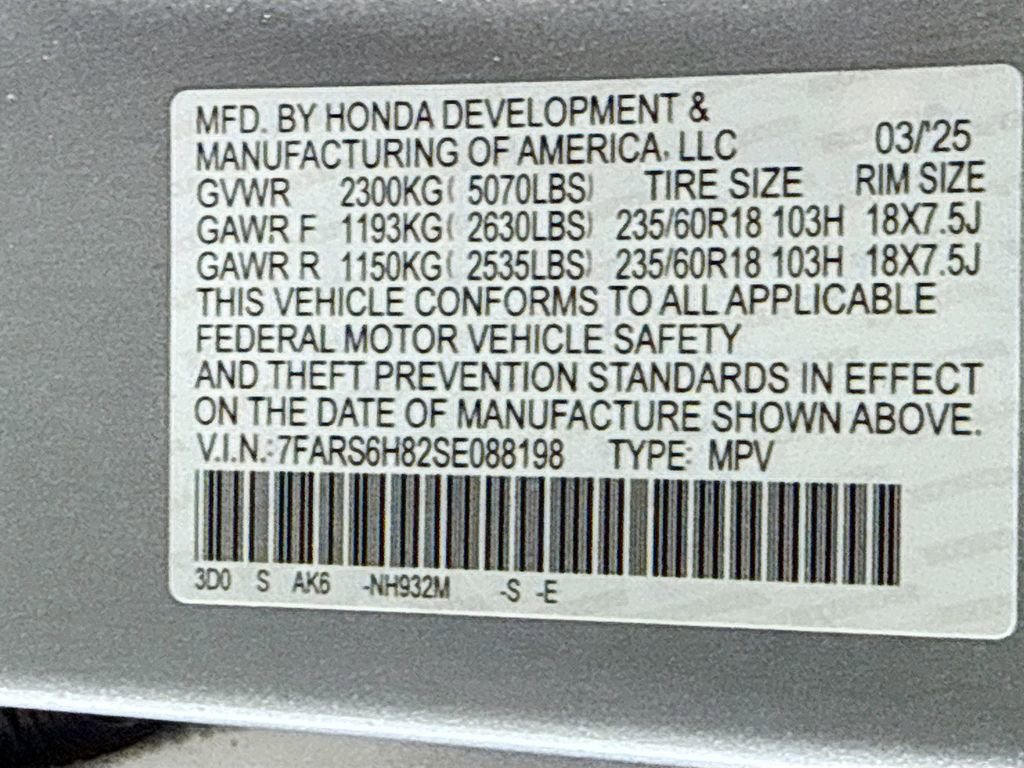 MFD. BY HONDA DEVELOPMENT &
MANUFACTURING OF AMERICA, LLC 03/'25
GVWR 2300KG( 5070LBS) TIRE SIZE RIM SIZE
GAWR F 1193KG( 2630LBS) 235/60R18 103H 18X7.5J
GAWR R 1150KG( 2535LBS) 235/60R18 103H 18X7.5J
THIS VEHICLE CONFORMS TO ALL APPLICABLE
FEDERAL MOTOR VEHICLE SAFETY
AND THEFT PREVENTION STANDARDS IN EFFECT
ON THE DATE OF MANUFACTURE SHOWN ABOVE.
V.I.N.: 7FARS6H82SE088198 TYPE: MPV
3D0 S AK6 -NH932M -S -E